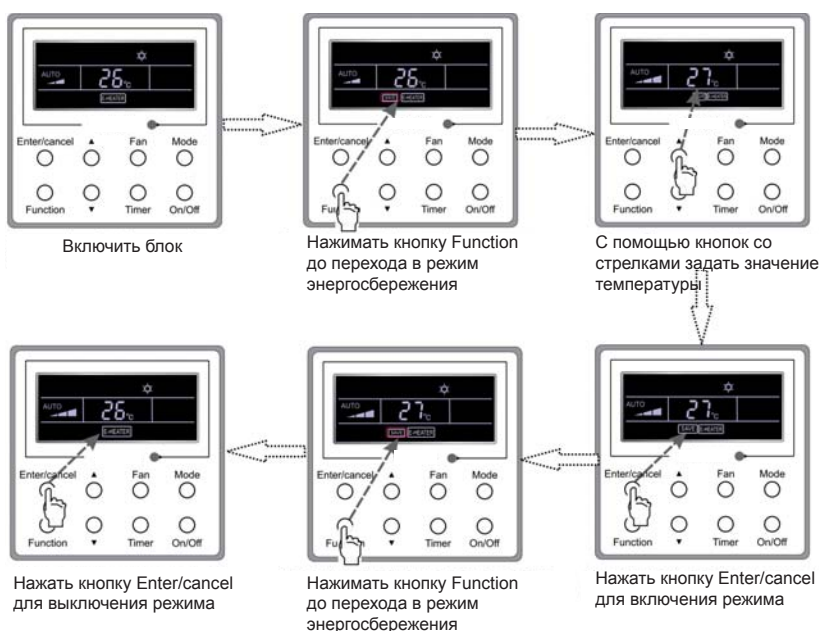 AUTO
26°C
E-HEATER
Enter/cancel ▲ Fan Mode
Function ▼ Timer On/Off
Включить блок
AUTO
26°C
E-HEATER
Enter/cancel ▲ Fan Mode
▼ Timer On/Off
Нажимать кнопку Function
до перехода в режим
энергосбережения
AUTO
27°C
Enter/cancel ▲ Fan Mode
Function ▼ Timer On/Off
С помощью кнопок со
стрелками задать значение
температуры
AUTO
26°C
E-HEATER
Enter/cancel ▲ Fan Mode
Function ▼ Timer On/Off
Нажать кнопку Enter/cancel
для выключения режима
AUTO
27°C
SAVE E-HEATER
Enter/cancel ▲ Fan Mode
▼ Timer On/Off
Нажимать кнопку Function
до перехода в режим
энергосбережения
AUTO
27°C
SAVE E-HEATER
Enter/cancel ▲ Fan Mode
Function ▼ Timer On/Off
Нажать кнопку Enter/cancel
для включения режима